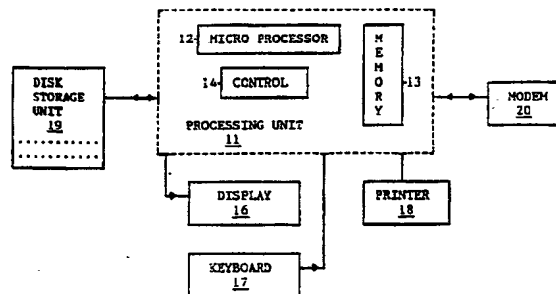 12 MICRO PROCESSOR
14 CONTROL
MEMORY
13
PROCESSING UNIT
11
DISK
STORAGE
UNIT
19
MODEM
20
DISPLAY
16
PRINTER
18
KEYBOARD
17